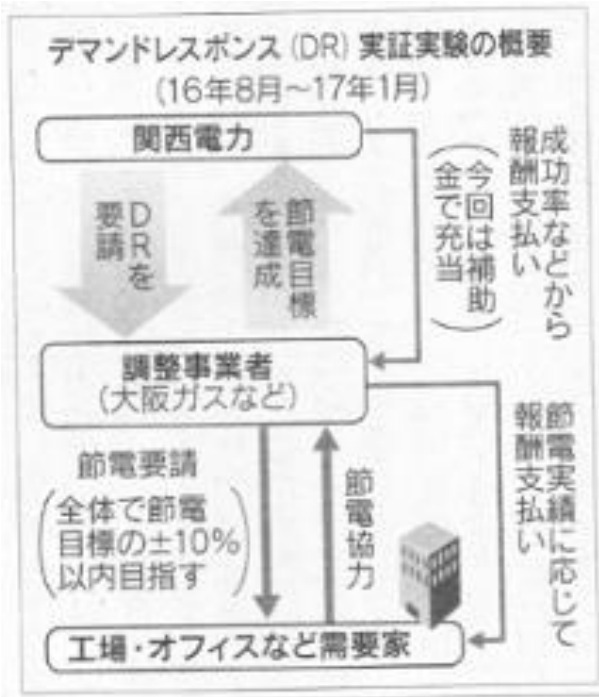 デマンドレスポンス(DR)実証実験の概要
(16年8月〜17年1月)
関西電力
DRを
要請
節電目標
を達成
成功率などから
報酬支払い
(今回は補助
金で充当)
調整事業者
(大阪ガスなど)
節電要請
(全体で節電
目標の±10%
以内目指す)
節電協力
節電実績に応じて
報酬支払い
工場・オフィスなど需要家